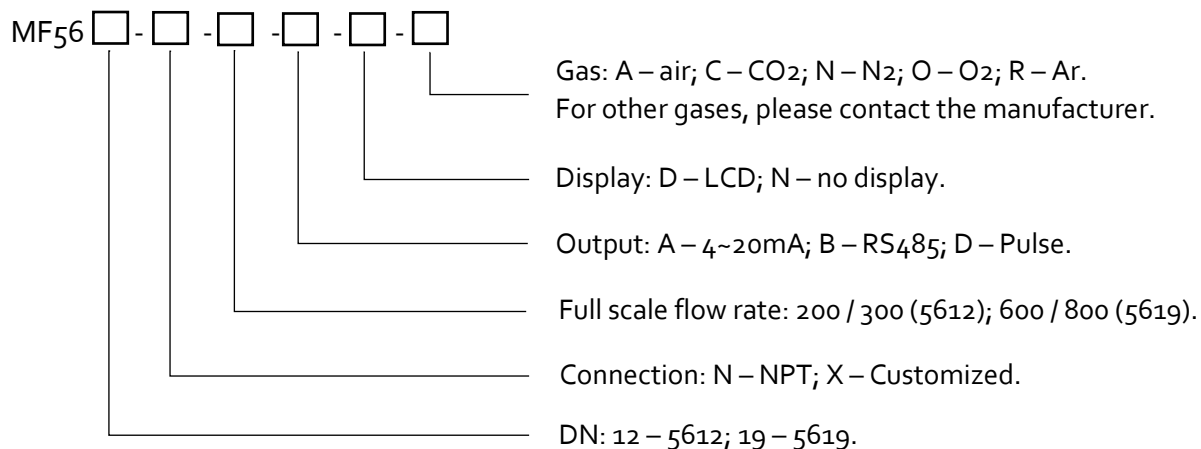 MF56 - - - - -
Gas: A – air; C – CO2; N – N2; O – O2; R – Ar.
For other gases, please contact the manufacturer.
Display: D – LCD; N – no display.
Output: A – 4~20mA; B – RS485; D – Pulse.
Full scale flow rate: 200 / 300 (5612); 600 / 800 (5619).
Connection: N – NPT; X – Customized.
DN: 12 – 5612; 19 – 5619.